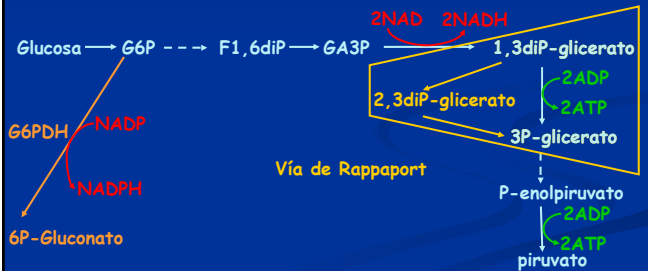 2NAD 2NADH
Glucosa G6P F1,6diP GA3P 1,3diP-glicerato
2ADP
2,3diP-glicerato
2ATP
G6PDH NADP
3P-glicerato
Vía de Rappaport
NADPH
P-enolpiruvato
2ADP
6P-Gluconato
2ATP
piruvato